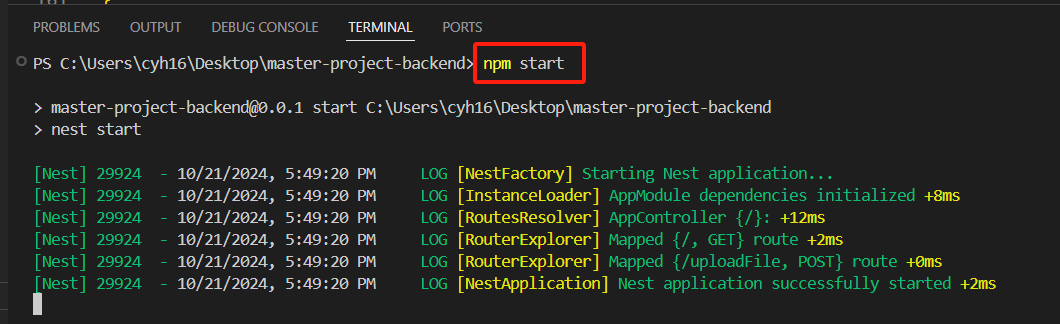 PROBLEMS OUTPUT DEBUG CONSOLE TERMINAL PORTS
PS C:\Users\cyh16\Desktop\master-project-backend> npm start
> master-project-backend@0.0.1 start C:\Users\cyh16\Desktop\master-project-backend
> nest start
[Nest] 29924 - 10/21/2024, 5:49:20 PM LOG [NestFactory] Starting Nest application...
[Nest] 29924 - 10/21/2024, 5:49:20 PM LOG [InstanceLoader] AppModule dependencies initialized +8ms
[Nest] 29924 - 10/21/2024, 5:49:20 PM LOG [RoutesResolver] AppController {/}: +12ms
[Nest] 29924 - 10/21/2024, 5:49:20 PM LOG [RouterExplorer] Mapped {/, GET} route +2ms
[Nest] 29924 - 10/21/2024, 5:49:20 PM LOG [RouterExplorer] Mapped {/uploadFile, POST} route +0ms
[Nest] 29924 - 10/21/2024, 5:49:20 PM LOG [NestApplication] Nest application successfully started +2ms